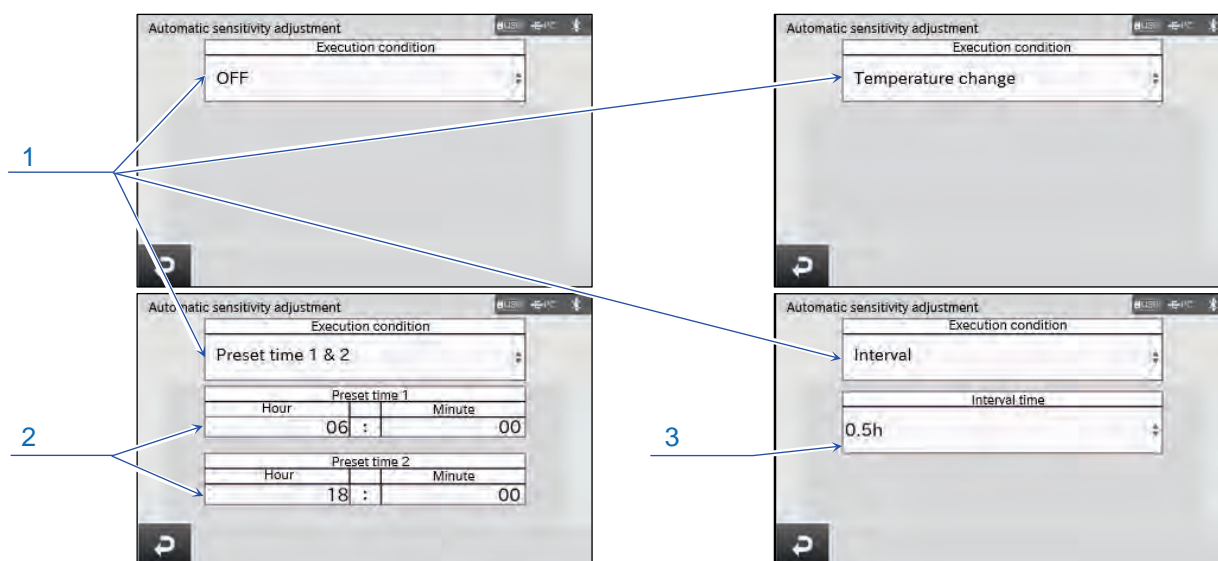 Automatic sensitivity adjustment
Execution condition
OFF
1
Automatic sensitivity adjustment
Execution condition
Temperature change
Automatic sensitivity adjustment
Execution condition
Preset time 1 & 2
Preset time 1
Hour Minute
06 : 00
2
Preset time 2
Hour Minute
18 : 00
Automatic sensitivity adjustment
Execution condition
Interval
Interval time
0.5h
3